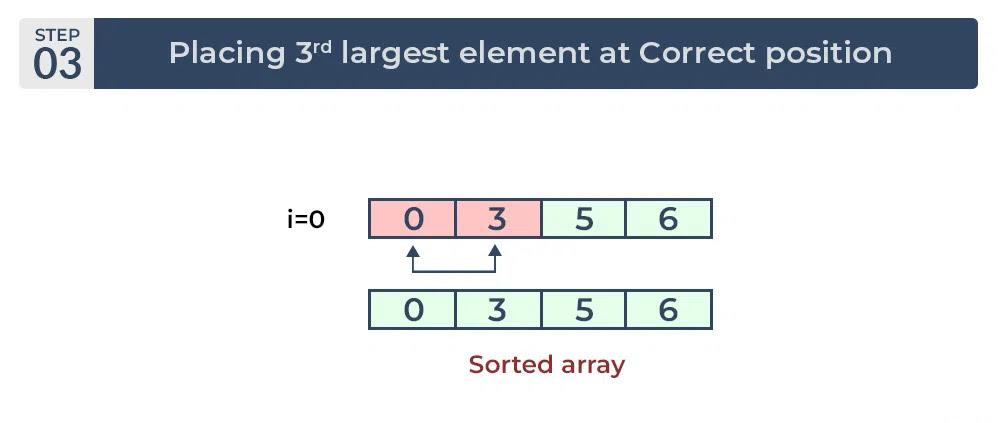 STEP
03
Placing 3rd largest element at Correct position
i=0
0 3 5 6
0 3 5 6
Sorted array